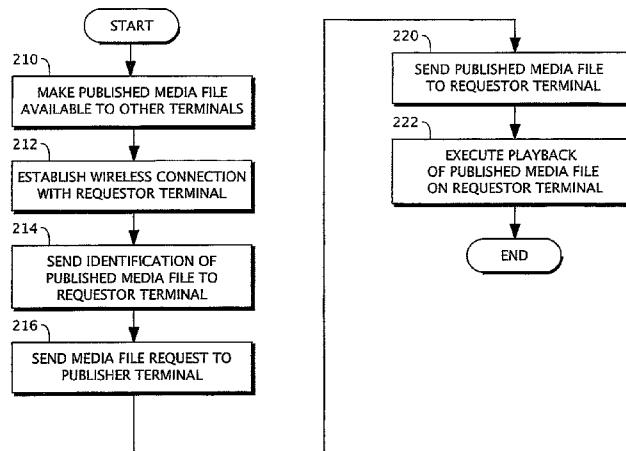 START
210
MAKE PUBLISHED MEDIA FILE
AVAILABLE TO OTHER TERMINALS
212
ESTABLISH WIRELESS CONNECTION
WITH REQUESTOR TERMINAL
214
SEND IDENTIFICATION OF
PUBLISHED MEDIA FILE TO
REQUESTOR TERMINAL
216
SEND MEDIA FILE REQUEST TO
PUBLISHER TERMINAL
220
SEND PUBLISHED MEDIA FILE
TO REQUESTOR TERMINAL
222
EXECUTE PLAYBACK
OF PUBLISHED MEDIA FILE
ON REQUESTOR TERMINAL
END